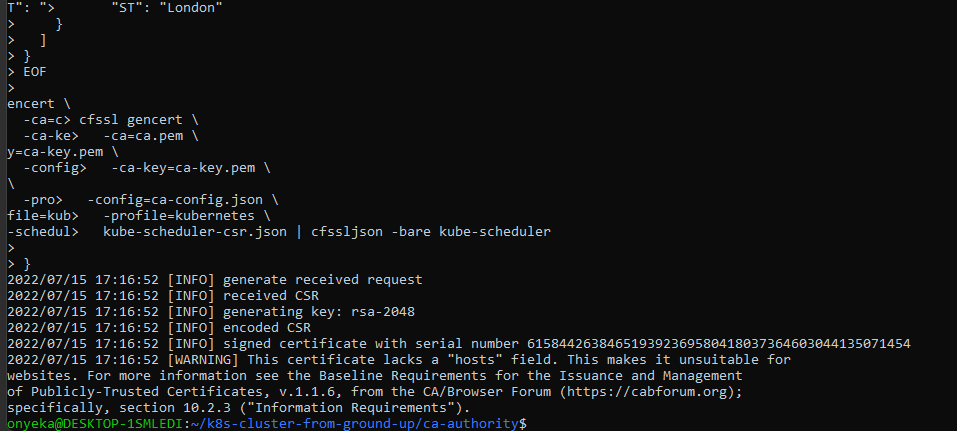 T": ">       "ST": "London"
>     }
>   ]
> }
> EOF
>
encert \
  -ca=c> cfssl gencert \
  -ca-ke>   -ca=ca.pem \
y=ca-key.pem \
  -config>   -ca-key=ca-key.pem \
\
  -pro>   -config=ca-config.json \
file=kub>   -profile=kubernetes \
-schedul>   kube-scheduler-csr.json | cfssljson -bare kube-scheduler
>
> }
2022/07/15 17:16:52 [INFO] generate received request
2022/07/15 17:16:52 [INFO] received CSR
2022/07/15 17:16:52 [INFO] generating key: rsa-2048
2022/07/15 17:16:52 [INFO] encoded CSR
2022/07/15 17:16:52 [INFO] signed certificate with serial number 615844263846519392369580418037364603044135071454
2022/07/15 17:16:52 [WARNING] This certificate lacks a "hosts" field. This makes it unsuitable for
websites. For more information see the Baseline Requirements for the Issuance and Management
of Publicly-Trusted Certificates, v.1.1.6, from the CA/Browser Forum (https://cabforum.org);
specifically, section 10.2.3 ("Information Requirements").
onyeka@DESKTOP-1SMLEDI:~/k8s-cluster-from-ground-up/ca-authority$